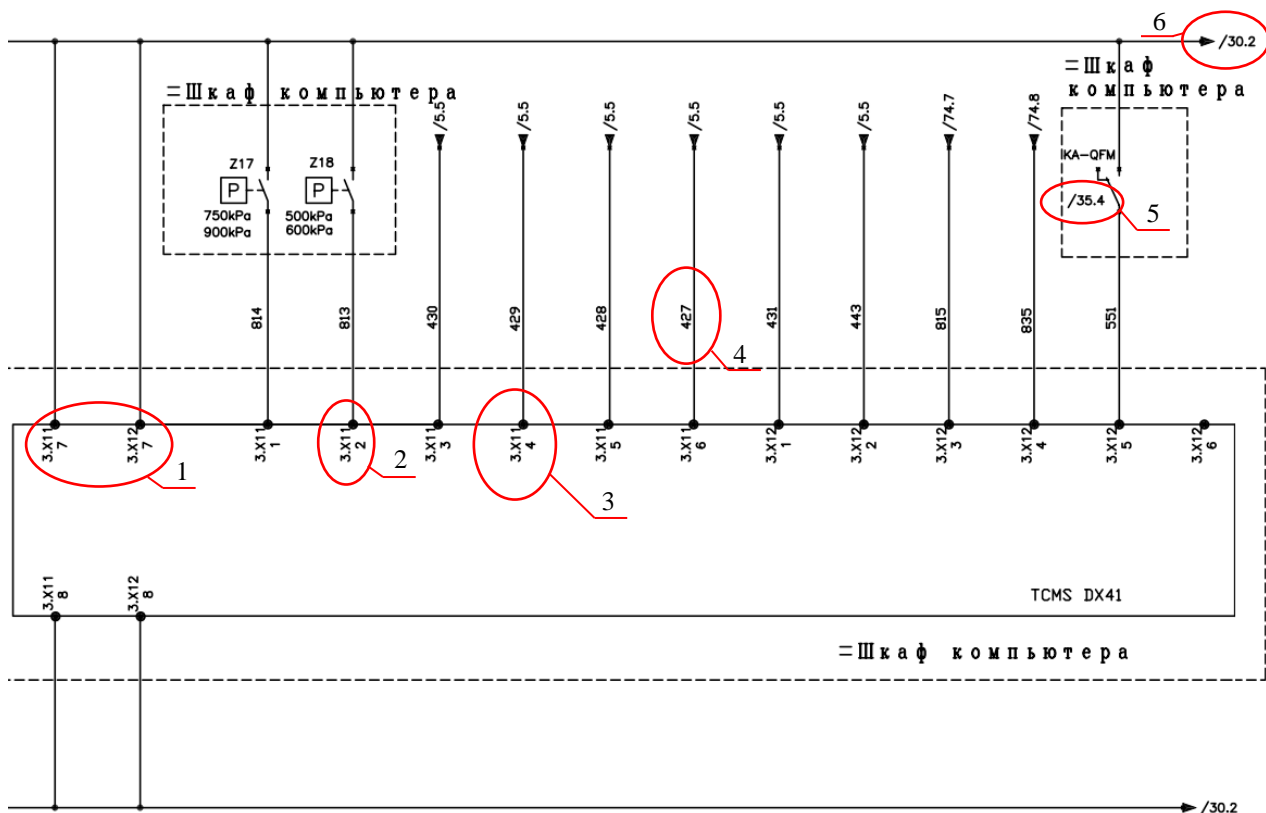 6
/30.2
=Шкаф компьютера
=Шкаф
компьютера
/5.5
/5.5
/5.5
/5.5
/5.5
/5.5
/74.7
/74.8
Z17
P
750kPa
900kPa
Z18
P
500kPa
600kPa
KA-QFM
/35.4
5
814
813
430
429
428
427
431
443
815
835
551
4
3.X11
7
3.X12
7
3.X11
1
3.X11
2
3.X11
3
3.X11
4
3.X11
5
3.X11
6
3.X12
1
3.X12
2
3.X12
3
3.X12
4
3.X12
5
3.X12
6
1
2
3
3.X11
8
3.X12
8
TCMS DX41
=Шкаф компьютера
/30.2